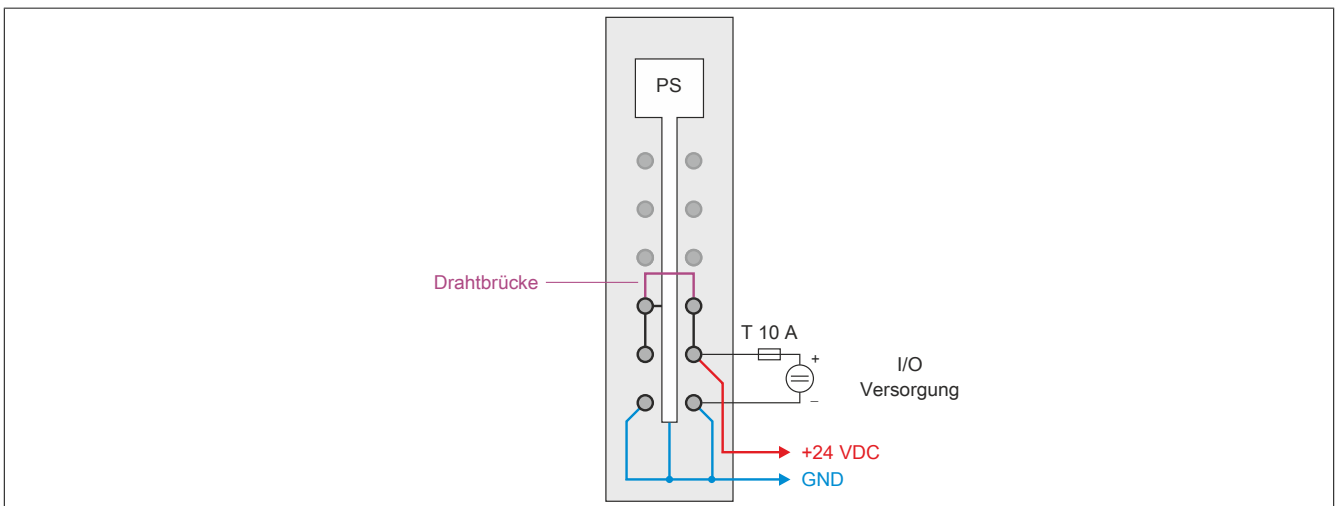 PS
Drahtbrücke
T 10 A
+
I/O
Versorgung
–
+24 VDC
GND